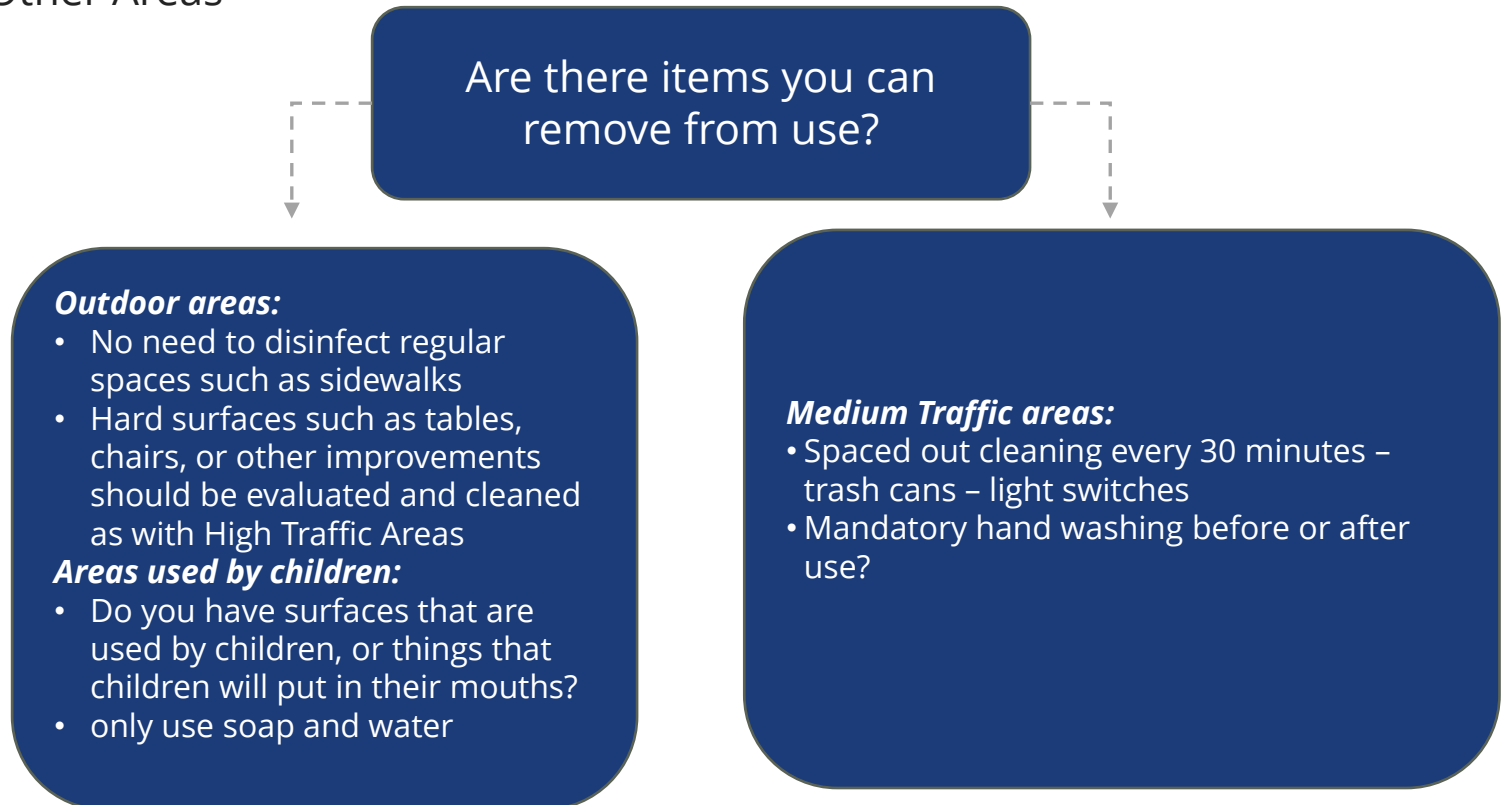 Other Areas
Are there items you can
remove from use?
Outdoor areas:
• No need to disinfect regular
spaces such as sidewalks
• Hard surfaces such as tables,
chairs, or other improvements
should be evaluated and cleaned
as with High Traffic Areas
Areas used by children:
• Do you have surfaces that are
used by children, or things that
children will put in their mouths?
• only use soap and water
Medium Traffic areas:
• Spaced out cleaning every 30 minutes –
trash cans – light switches
• Mandatory hand washing before or after
use?